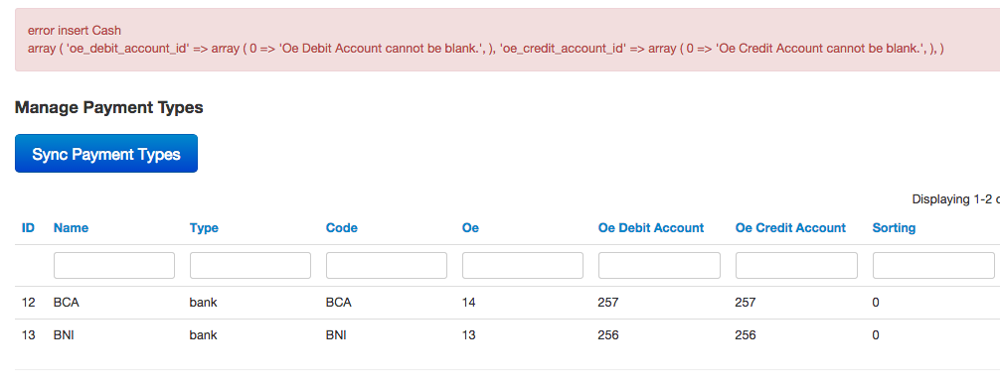 error insert Cash
array ( 'oe_debit_account_id' => array ( 0 => 'Oe Debit Account cannot be blank.', ), 'oe_credit_account_id' => array ( 0 => 'Oe Credit Account cannot be blank.', ), )
Manage Payment Types
Sync Payment Types
Displaying 1-2
ID Name Type Code Oe Oe Debit Account Oe Credit Account Sorting
12 BCA bank BCA 14 257 257 0
13 BNI bank BNI 13 256 256 0